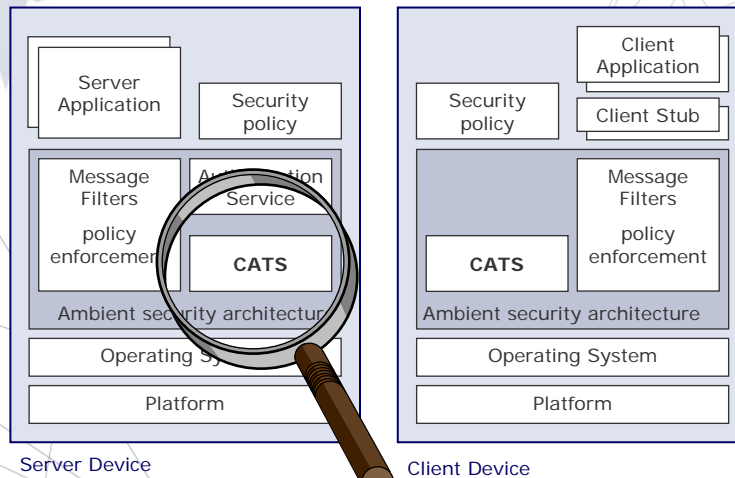 Server
Application
Security
policy
Message
Filters
policy
enforcemen
Service
CATS
Ambient security architectur
Operating Sy
Platform
Server Device
Client
Application
Client Stub
Security
policy
Message
Filters
policy
enforcement
CATS
Ambient security architecture
Operating System
Platform
Client Device